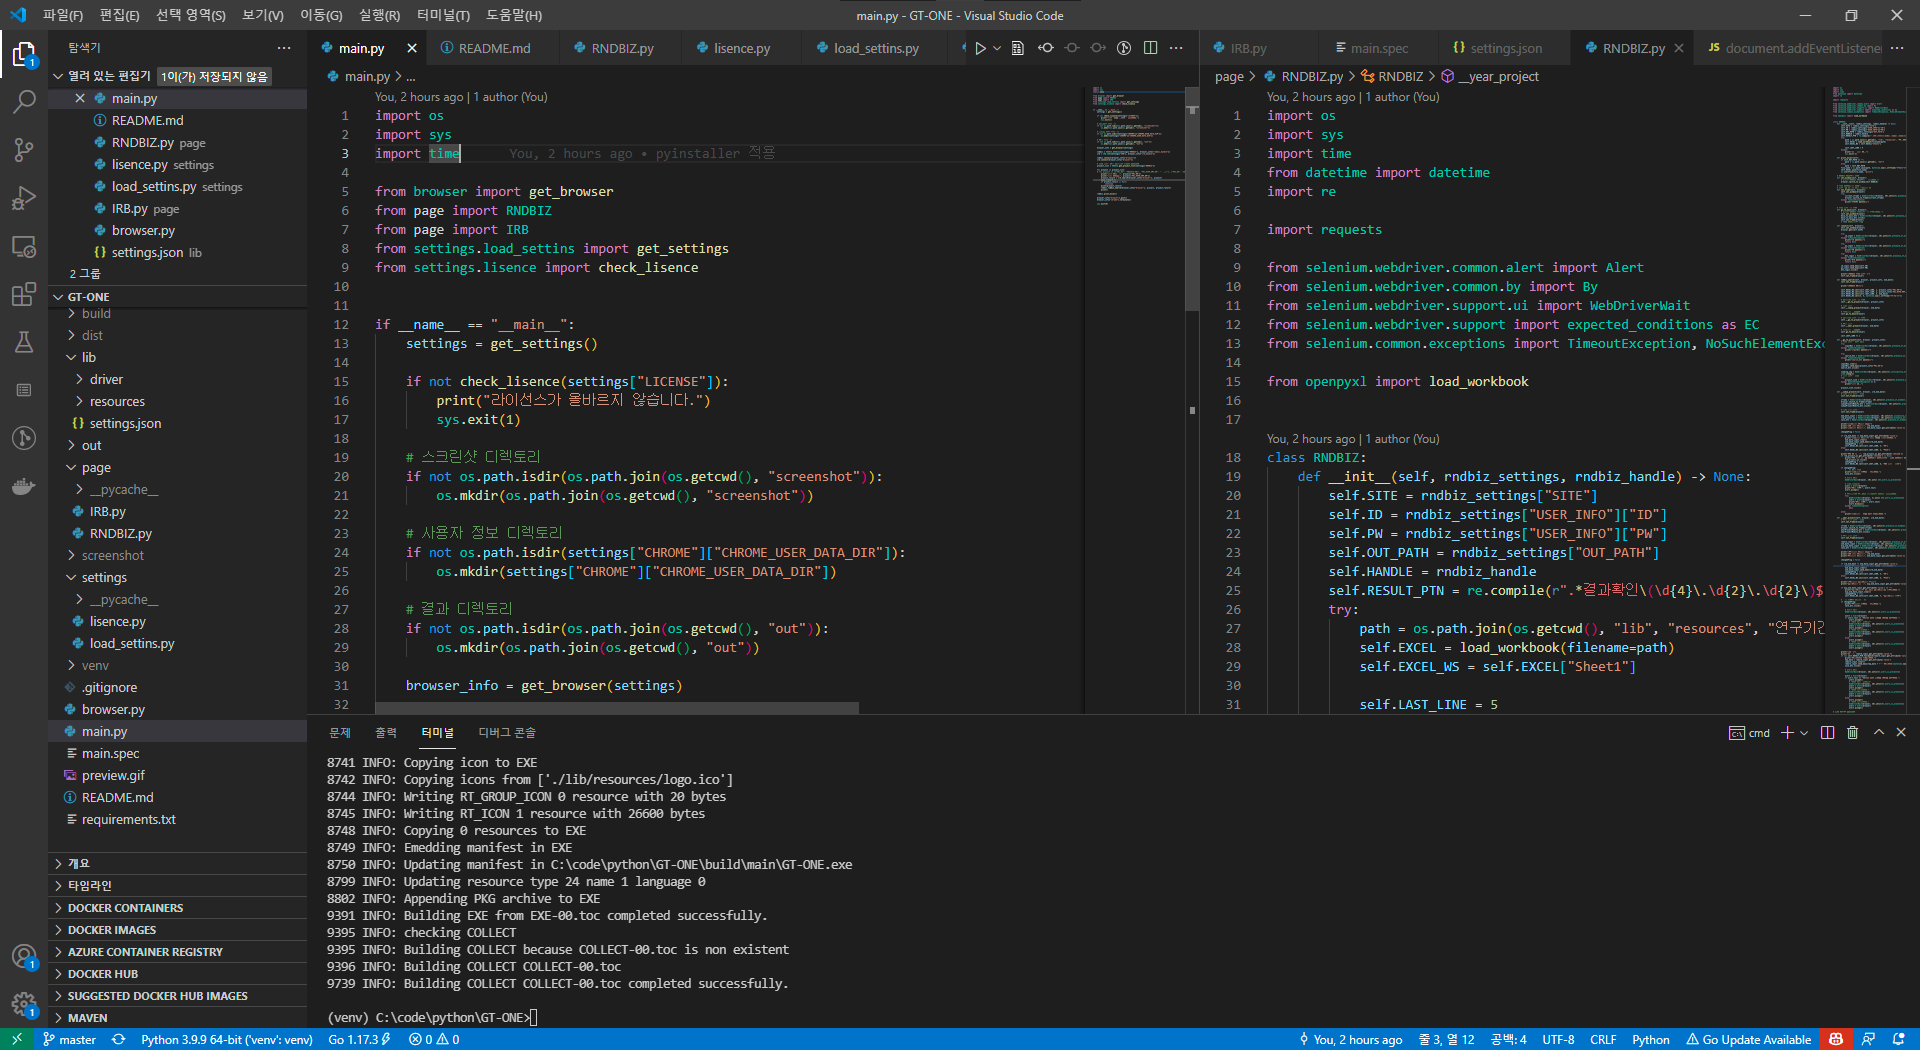 파일(F) 편집(E) 선택 영역(S) 보기(V) 이동(G) 실행(R) 터미널(T) 도움말(H)
main.py - GT-ONE - Visual Studio Code
탐색기
열려 있는 편집기 1이(가) 저장되지 않음
main.py
README.md
RNDBIZ.py page
lisence.py settings
load_settins.py settings
IRB.py page
browser.py
settings.json lib
2 그룹
GT-ONE
build
dist
lib
driver
resources
settings.json
out
page
__pycache__
IRB.py
RNDBIZ.py
screenshot
settings
__pycache__
lisence.py
load_settins.py
venv
.gitignore
browser.py
main.py
main.spec
preview.gif
README.md
requirements.txt
개요
타임라인
DOCKER CONTAINERS
DOCKER IMAGES
AZURE CONTAINER REGISTRY
DOCKER HUB
SUGGESTED DOCKER HUB IMAGES
MAVEN
main.py README.md RNDBIZ.py lisence.py load_settins.py
main.py > ...
You, 2 hours ago | 1 author (You)
1 import os
2 import sys
3 import time You, 2 hours ago • pyinstaller 적용
4
5 from browser import get_browser
6 from page import RNDBIZ
7 from page import IRB
8 from settings.load_settins import get_settings
9 from settings.lisence import check_lisence
10
11
12 if __name__ == "__main__":
13 settings = get_settings()
14
15 if not check_lisence(settings["LICENSE"]):
16 print("라이선스가 올바르지 않습니다.")
17 sys.exit(1)
18
19 # 스크린샷 디렉토리
20 if not os.path.isdir(os.path.join(os.getcwd(), "screenshot")):
21 os.mkdir(os.path.join(os.getcwd(), "screenshot"))
22
23 # 사용자 정보 디렉토리
24 if not os.path.isdir(settings["CHROME"]["CHROME_USER_DATA_DIR"]):
25 os.mkdir(settings["CHROME"]["CHROME_USER_DATA_DIR"])
26
27 # 결과 디렉토리
28 if not os.path.isdir(os.path.join(os.getcwd(), "out")):
29 os.mkdir(os.path.join(os.getcwd(), "out"))
30
31 browser_info = get_browser(settings)
32
IRB.py main.spec settings.json RNDBIZ.py document.addEventListene
page > RNDBIZ.py > RNDBIZ > __year_project
You, 2 hours ago | 1 author (You)
1 import os
2 import sys
3 import time
4 from datetime import datetime
5 import re
6
7 import requests
8
9 from selenium.webdriver.common.alert import Alert
10 from selenium.webdriver.common.by import By
11 from selenium.webdriver.support.ui import WebDriverWait
12 from selenium.webdriver.support import expected_conditions as EC
13 from selenium.common.exceptions import TimeoutException, NoSuchElementExc
14
15 from openpyxl import load_workbook
16
17
You, 2 hours ago | 1 author (You)
18 class RNDBIZ:
19 def __init__(self, rndbiz_settings, rndbiz_handle) -> None:
20 self.SITE = rndbiz_settings["SITE"]
21 self.ID = rndbiz_settings["USER_INFO"]["ID"]
22 self.PW = rndbiz_settings["USER_INFO"]["PW"]
23 self.OUT_PATH = rndbiz_settings["OUT_PATH"]
24 self.HANDLE = rndbiz_handle
25 self.RESULT_PTN = re.compile(r".*결과확인\(\d{4}\.\d{2}\.\d{2}\)$
26 try:
27 path = os.path.join(os.getcwd(), "lib", "resources", "연구기간
28 self.EXCEL = load_workbook(filename=path)
29 self.EXCEL_WS = self.EXCEL["Sheet1"]
30
31 self.LAST_LINE = 5
문제 출력 터미널 디버그 콘솔
cmd
8741 INFO: Copying icon to EXE
8742 INFO: Copying icons from ['./lib/resources/logo.ico']
8744 INFO: Writing RT_GROUP_ICON 0 resource with 20 bytes
8745 INFO: Writing RT_ICON 1 resource with 26600 bytes
8748 INFO: Copying 0 resources to EXE
8749 INFO: Emedding manifest in EXE
8750 INFO: Updating manifest in C:\code\python\GT-ONE\build\main\GT-ONE.exe
8799 INFO: Updating resource type 24 name 1 language 0
8802 INFO: Appending PKG archive to EXE
9391 INFO: Building EXE from EXE-00.toc completed successfully.
9395 INFO: checking COLLECT
9395 INFO: Building COLLECT because COLLECT-00.toc is non existent
9396 INFO: Building COLLECT COLLECT-00.toc
9739 INFO: Building COLLECT COLLECT-00.toc completed successfully.
(venv) C:\code\python\GT-ONE>
1
1
1
master Python 3.9.9 64-bit ('venv': venv) Go 1.17.3 0 0
You, 2 hours ago 줄 3, 열 12 공백: 4 UTF-8 CRLF Python Go Update Available